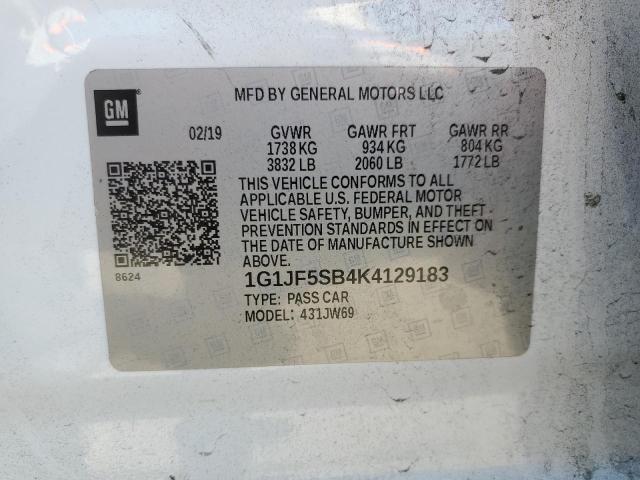 GM
MFD BY GENERAL MOTORS LLC
02/19 GVWR GAWR FRT GAWR RR
1738 KG 934 KG 804 KG
3832 LB 2060 LB 1772 LB
THIS VEHICLE CONFORMS TO ALL
APPLICABLE U.S. FEDERAL MOTOR
VEHICLE SAFETY, BUMPER, AND THEFT
PREVENTION STANDARDS IN EFFECT ON
THE DATE OF MANUFACTURE SHOWN
ABOVE.
8624
1G1JF5SB4K4129183
TYPE: PASS CAR
MODEL: 431JW69